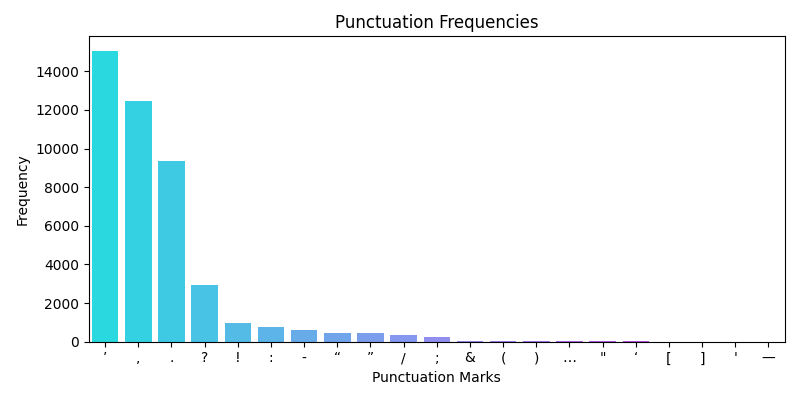 Punctuation Frequencies
14000
12000
10000
8000
6000
4000
2000
0
Frequency
’ , . ? ! : - “ ” / ; & ( ) … " ‘ [ ] ' —
Punctuation Marks